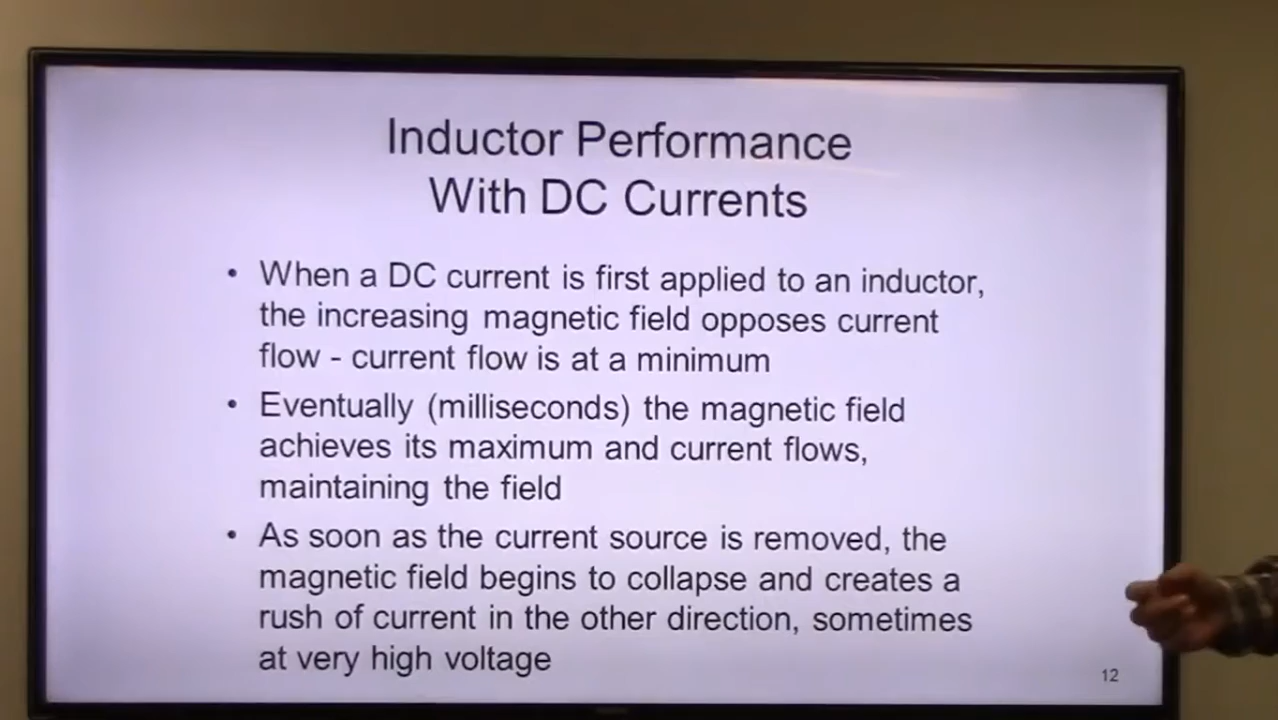 Inductor Performance
With DC Currents
• When a DC current is first applied to an inductor,
the increasing magnetic field opposes current
flow - current flow is at a minimum
• Eventually (milliseconds) the magnetic field
achieves its maximum and current flows,
maintaining the field
• As soon as the current source is removed, the
magnetic field begins to collapse and creates a
rush of current in the other direction, sometimes
at very high voltage
12